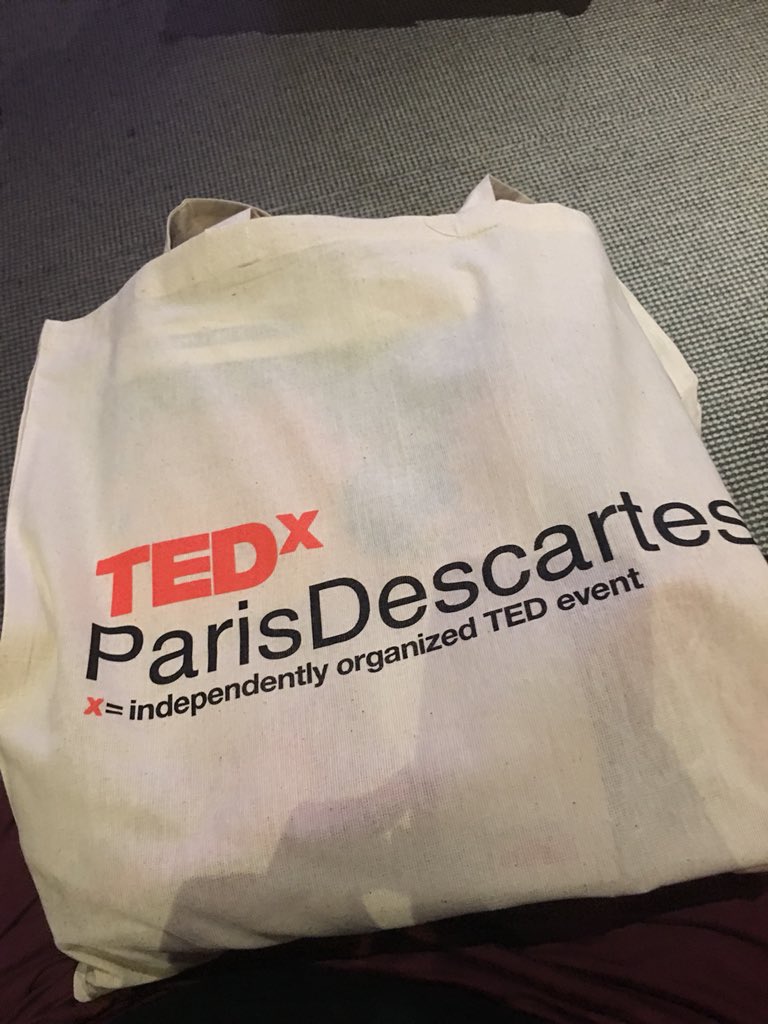 TEDx
ParisDescartes
x= independently organized TED event